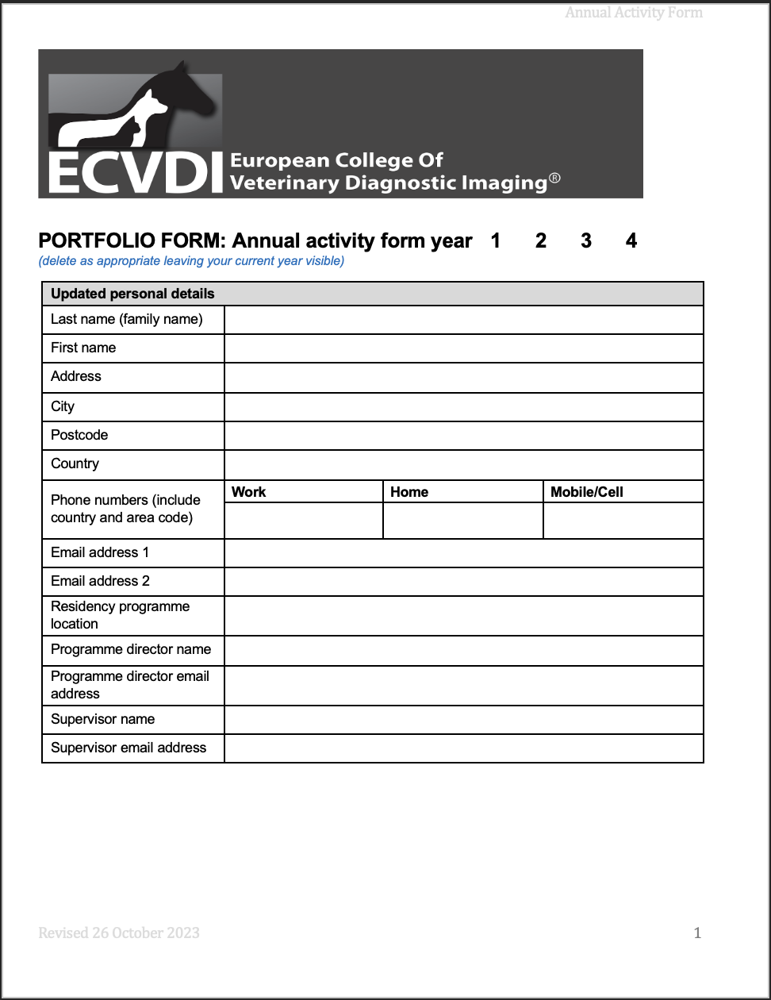 Annual Activity Form
ECVDI
European College Of
Veterinary Diagnostic Imaging®
PORTFOLIO FORM: Annual activity form year 1 2 3 4
(delete as appropriate leaving your current year visible)
Updated personal details
Last name (family name)
First name
Address
City
Postcode
Country
Phone numbers (include
country and area code)
Work Home Mobile/Cell
Email address 1
Email address 2
Residency programme
location
Programme director name
Programme director email
address
Supervisor name
Supervisor email address
Revised 26 October 2023 1